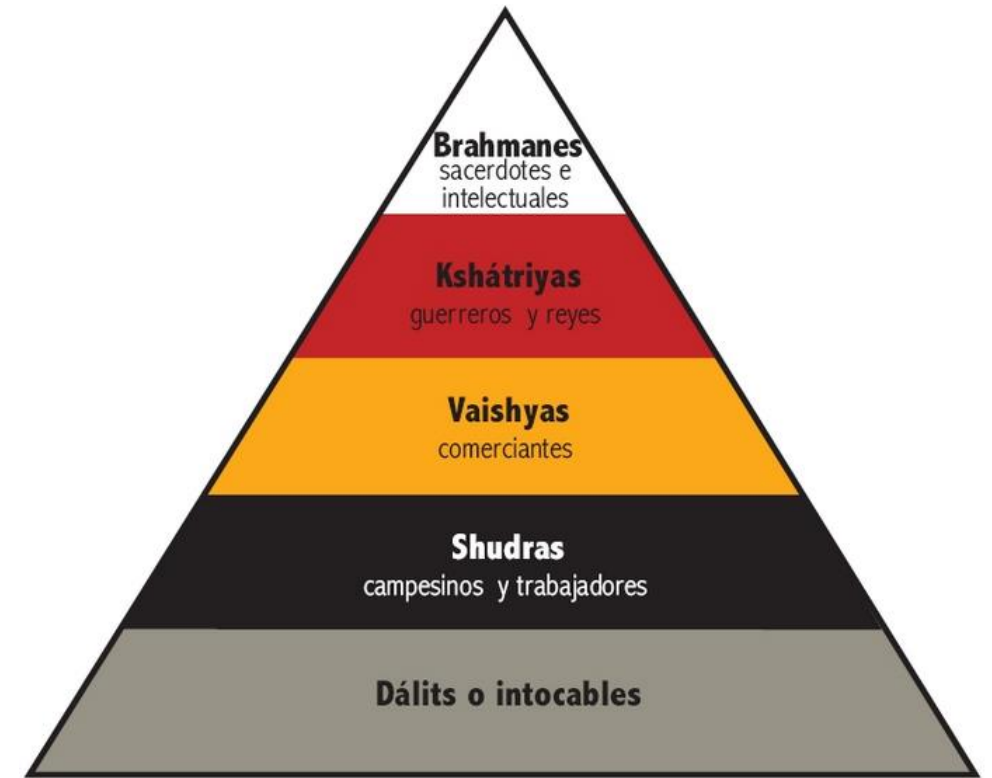 Brahmanes
sacerdotes e
intelectuales
Kshátriyas
guerreros y reyes
Vaishyas
comerciantes
Shudras
campesinos y trabajadores
Dálits o intocables